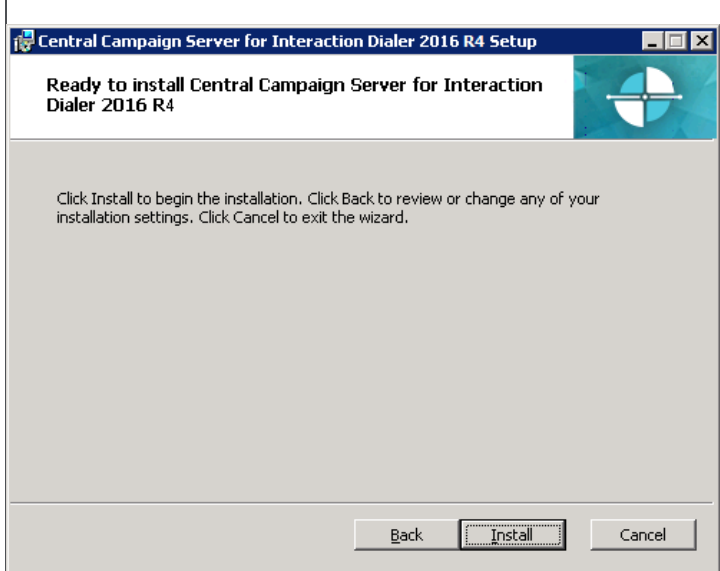 Central Campaign Server for Interaction Dialer 2016 R4 Setup
Ready to install Central Campaign Server for Interaction
Dialer 2016 R4
Click Install to begin the installation. Click Back to review or change any of your
installation settings. Click Cancel to exit the wizard.
Back Install Cancel